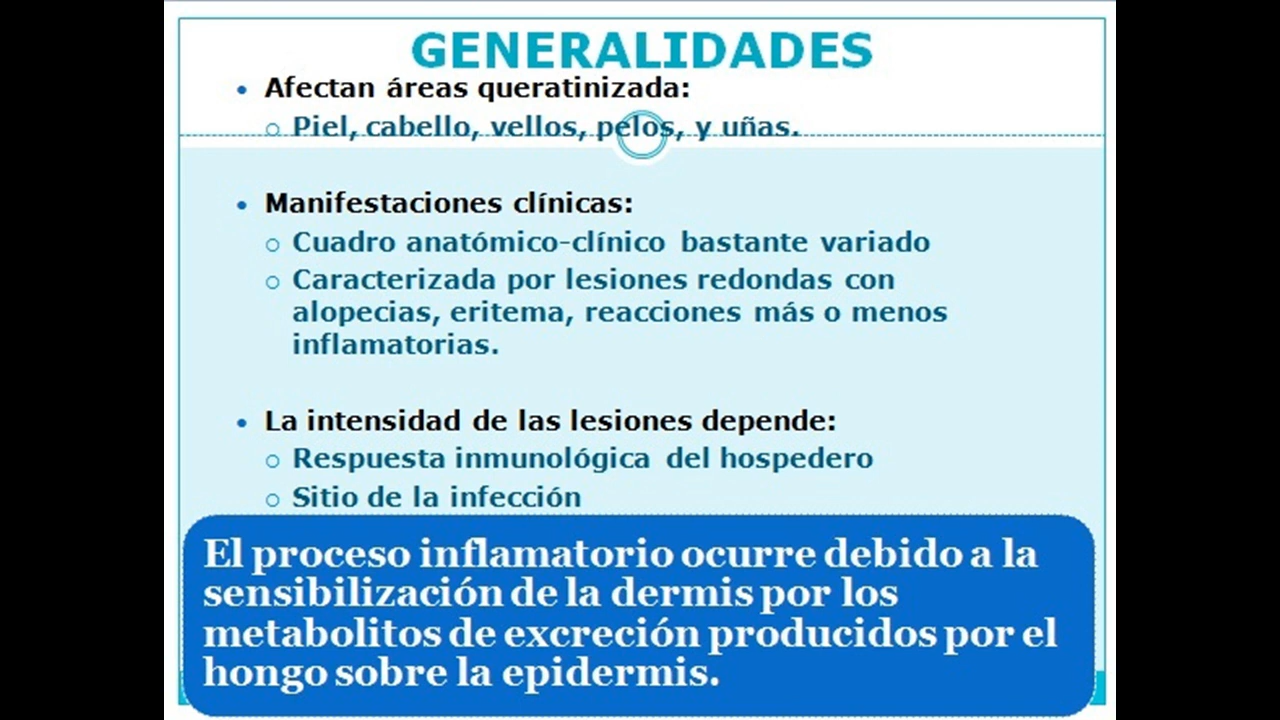 GENERALIDADES
• Afectan áreas queratinizada:
o Piel, cabello, vellos, pelos, y uñas.
• Manifestaciones clínicas:
o Cuadro anatómico-clínico bastante variado
o Caracterizada por lesiones redondas con
alopecias, eritema, reacciones más o menos
inflamatorias.
• La intensidad de las lesiones depende:
o Respuesta inmunológica del hospedero
o Sitio de la infección
El proceso inflamatorio ocurre debido a la
sensibilización de la dermis por los
metabolitos de excreción producidos por el
hongo sobre la epidermis.